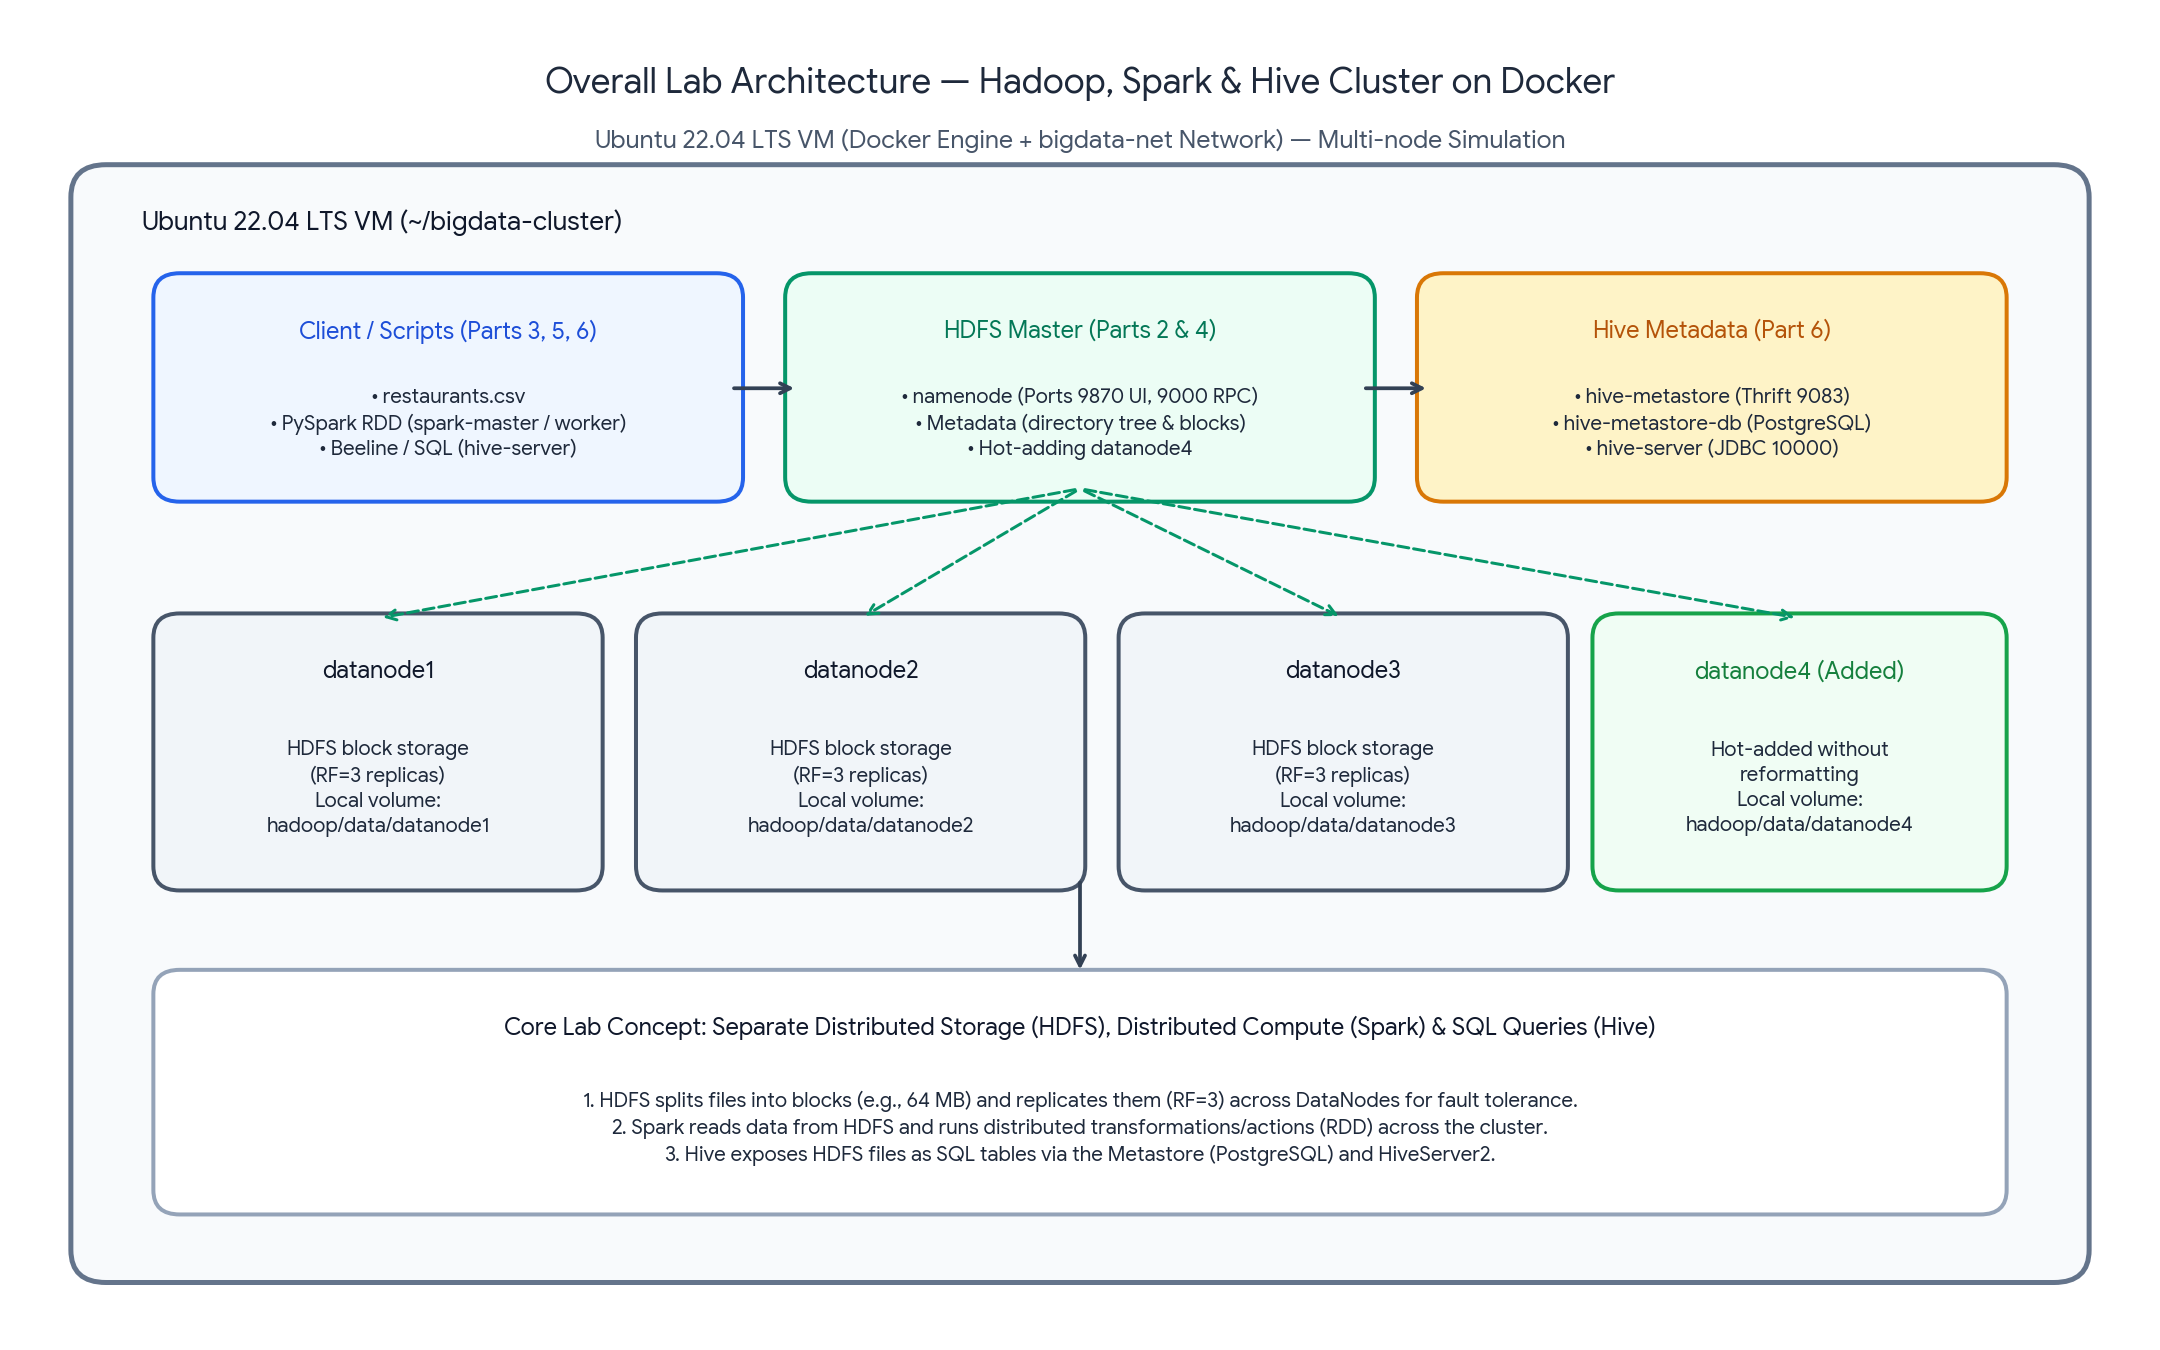 Overall Lab Architecture — Hadoop, Spark & Hive Cluster on Docker
Ubuntu 22.04 LTS VM (Docker Engine + bigdata-net Network) — Multi-node Simulation
Ubuntu 22.04 LTS VM (~/bigdata-cluster)
Client / Scripts (Parts 3, 5, 6)
• restaurants.csv
• PySpark RDD (spark-master / worker)
• Beeline / SQL (hive-server)
HDFS Master (Parts 2 & 4)
• namenode (Ports 9870 UI, 9000 RPC)
• Metadata (directory tree & blocks)
• Hot-adding datanode4
Hive Metadata (Part 6)
• hive-metastore (Thrift 9083)
• hive-metastore-db (PostgreSQL)
• hive-server (JDBC 10000)
datanode1
HDFS block storage
(RF=3 replicas)
Local volume:
hadoop/data/datanode1
datanode2
HDFS block storage
(RF=3 replicas)
Local volume:
hadoop/data/datanode2
datanode3
HDFS block storage
(RF=3 replicas)
Local volume:
hadoop/data/datanode3
datanode4 (Added)
Hot-added without
reformatting
Local volume:
hadoop/data/datanode4
Core Lab Concept: Separate Distributed Storage (HDFS), Distributed Compute (Spark) & SQL Queries (Hive)
1. HDFS splits files into blocks (e.g., 64 MB) and replicates them (RF=3) across DataNodes for fault tolerance.
2. Spark reads data from HDFS and runs distributed transformations/actions (RDD) across the cluster.
3. Hive exposes HDFS files as SQL tables via the Metastore (PostgreSQL) and HiveServer2.